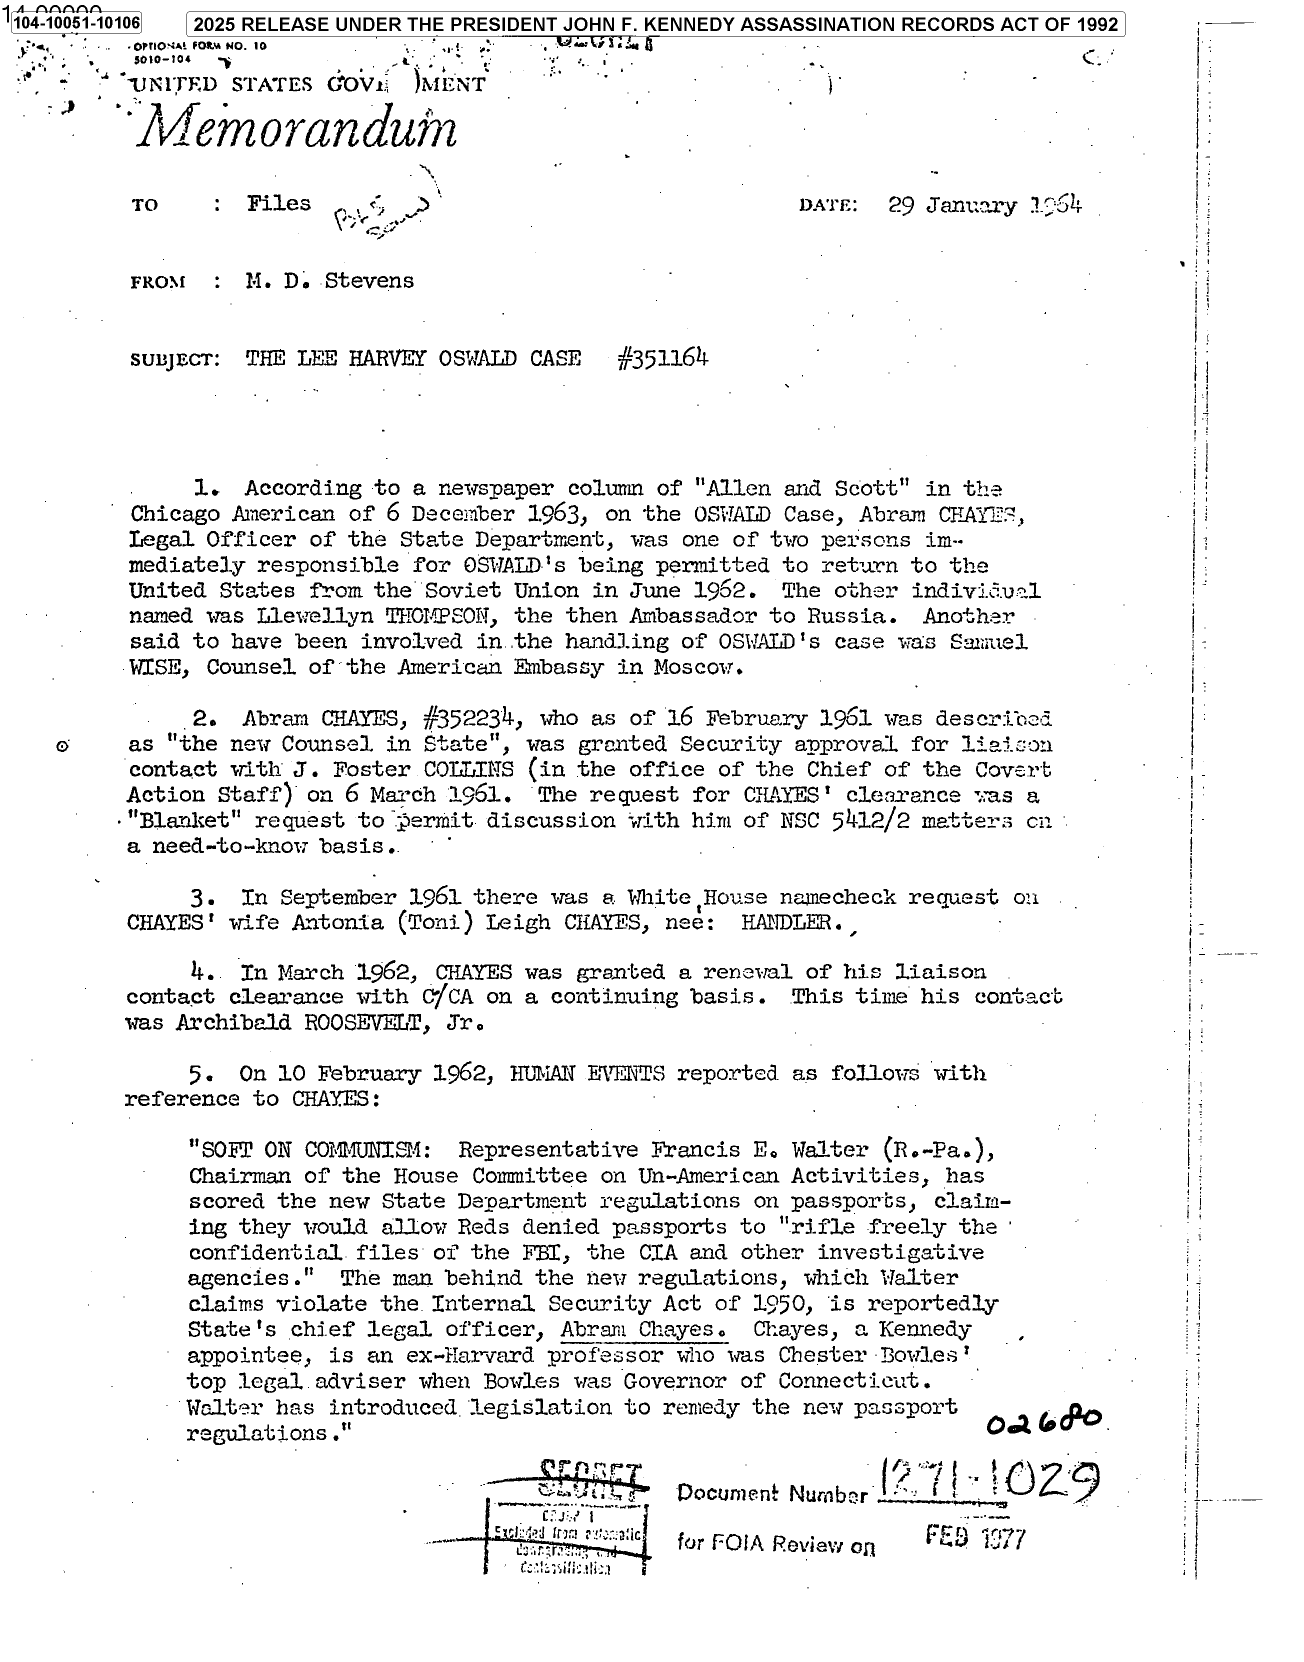 104-10051-10106
2025 RELEASE UNDER THE PRESIDENT JOHN F. KENNEDY ASSASSINATION RECORDS ACT OF 1992
OPTIONAL FORM NO. 10
5010-104
UNITED STATES GOV MENT
Memorandum
TO : Files
DATE: 29 January 1964
FROM : M. D. Stevens
SUBJECT: THE LEE HARVEY OSWALD CASE #351164
1. According to a newspaper column of "Allen and Scott" in the
Chicago American of 6 December 1963, on the OSWALD Case, Abram CHAYES,
Legal Officer of the State Department, was one of two persons im-
mediately responsible for OSWALD's being permitted to return to the
United States from the Soviet Union in June 1962. The other individual
named was Llewellyn THOMPSON, the then Ambassador to Russia. Another
said to have been involved in the handling of OSWALD's case was Samuel
WISE, Counsel of the American Embassy in Moscow.
2. Abram CHAYES, #352234, who as of 16 February 1961 was described
as "the new Counsel in State", was granted Security approval for liaison
contact with J. Foster COLLINS (in the office of the Chief of the Covert
Action Staff) on 6 March 1961. The request for CHAYES' clearance was a
"Blanket" request to permit discussion with him of NSC 5412/2 matters on
a need-to-know basis.
3. In September 1961 there was a White House namecheck request on
CHAYES' wife Antonia (Toni) Leigh CHAYES, nee: HANDLER.
4. In March 1962, CHAYES was granted a renewal of his liaison
contact clearance with C/CA on a continuing basis. This time his contact
was Archibald ROOSEVELT, Jr.
5. On 10 February 1962, HUMAN EVENTS reported as follows with
reference to CHAYES:
"SOFT ON COMMUNISM: Representative Francis E. Walter (R.-Pa.),
Chairman of the House Committee on Un-American Activities, has
scored the new State Department regulations on passports, claim-
ing they would allow Reds denied passports to "rifle freely the
confidential files of the FBI, the CIA and other investigative
agencies." The man behind the new regulations, which Walter
claims violate the Internal Security Act of 1950, is reportedly
State's chief legal officer, Abram Chayes. Chayes, a Kennedy
appointee, is an ex-Harvard professor who was Chester Bowles'
top legal adviser when Bowles was Governor of Connecticut.
Walter has introduced legislation to remedy the new passport
regulations."
02680
SECRET
Document Number 1271-1029
Excluded from automatic
downgrading and
declassification
for FOIA Review on FEB 1977